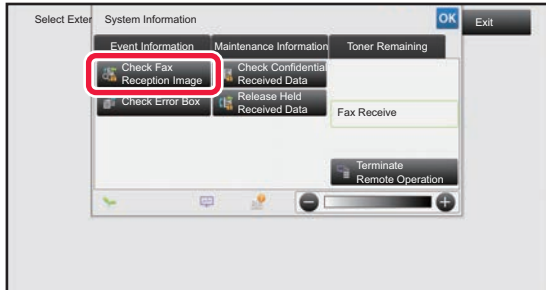 Select Exter
System Information
OK
Exit
Event Information
Maintenance Information
Toner Remaining
Check Fax
Reception Image
Check Confidential
Received Data
Check Error Box
Release Held
Received Data
Fax Receive
Terminate
Remote Operation